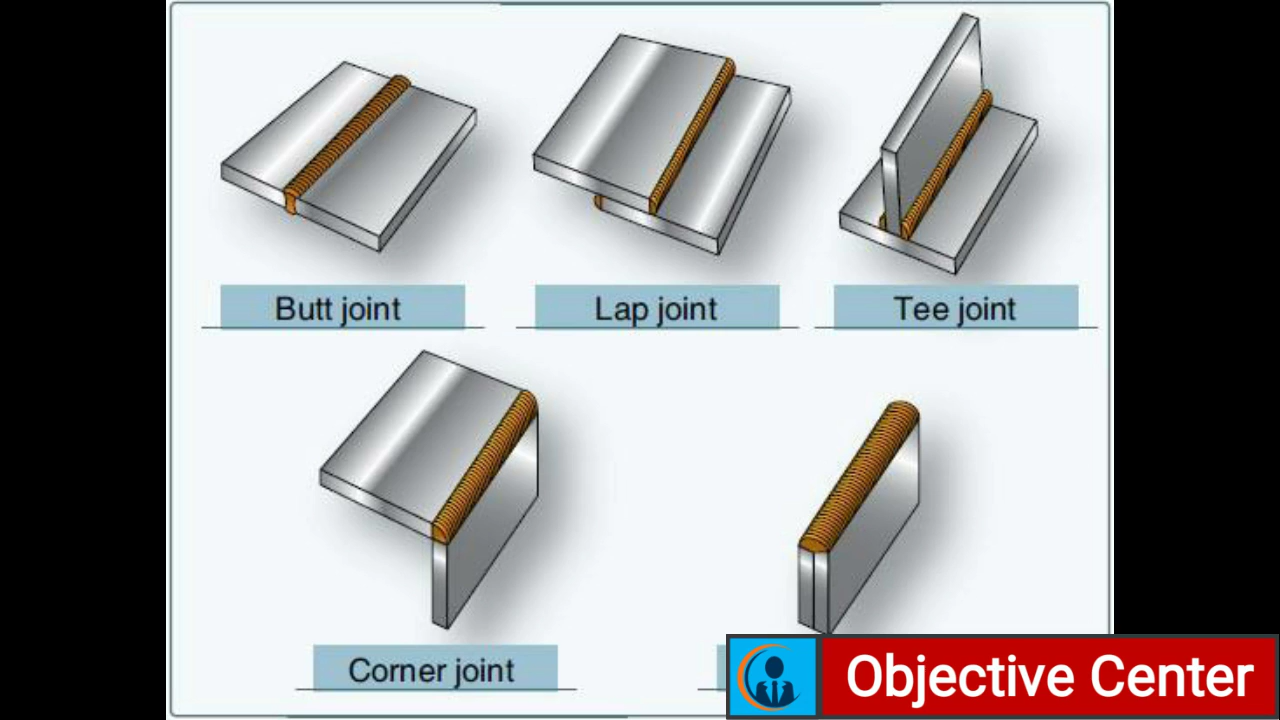 Butt joint
Lap joint
Tee joint
Corner joint
Objective Center